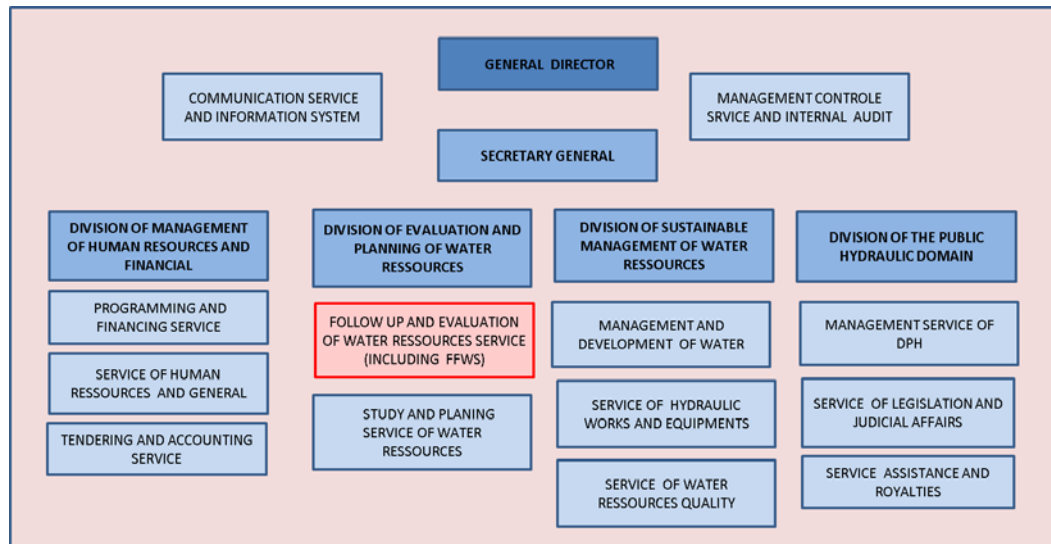 GENERAL DIRECTOR
COMMUNICATION SERVICE
AND INFORMATION SYSTEM
MANAGEMENT CONTROLE
SRVICE AND INTERNAL AUDIT
SECRETARY GENERAL
DIVISION OF MANAGEMENT
OF HUMAN RESOURCES AND
FINANCIAL
PROGRAMMING AND
FINANCING SERVICE
SERVICE OF HUMAN
RESSOURCES AND GENERAL
TENDERING AND ACCOUNTING
SERVICE
DIVISION OF EVALUATION AND
PLANNING OF WATER
RESSOURCES
FOLLOW UP AND EVALUATION
OF WATER RESSOURCES SERVICE
(INCLUDING FFWS)
STUDY AND PLANING
SERVICE OF WATER
RESSOURCES
DIVISION OF SUSTAINABLE
MANAGEMENT OF WATER
RESSOURCES
MANAGEMENT AND
DEVELOPMENT OF WATER
SERVICE OF HYDRAULIC
WORKS AND EQUIPMENTS
SERVICE OF WATER
RESSOURCES QUALITY
DIVISION OF THE PUBLIC
HYDRAULIC DOMAIN
MANAGEMENT SERVICE OF
DPH
SERVICE OF LEGISLATION AND
JUDICIAL AFFAIRS
SERVICE ASSISTANCE AND
ROYALTIES